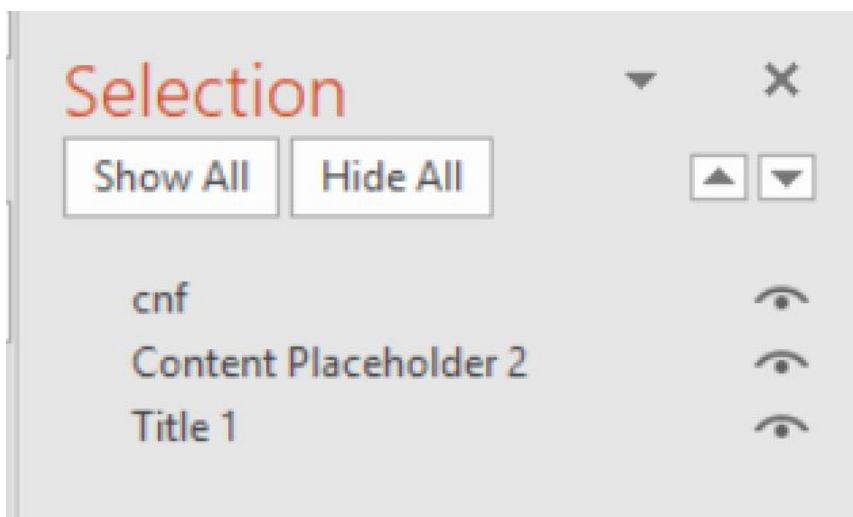 Selection
Show All Hide All
cnf
Content Placeholder 2
Title 1